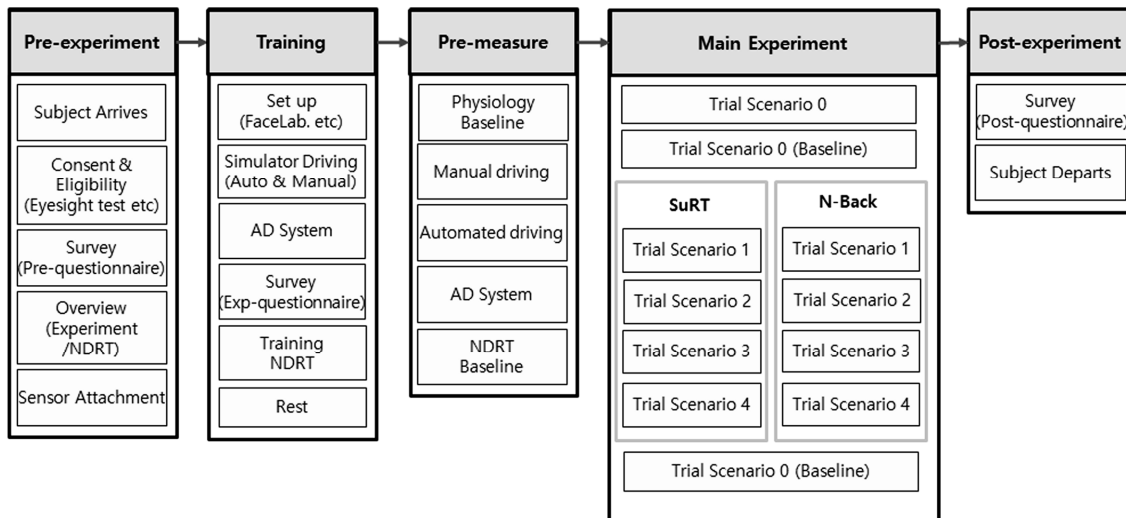 Pre-experiment
Subject Arrives
Consent &
Eligibility
(Eyesight test etc)
Survey
(Pre-questionnaire)
Overview
(Experiment
/NDRT)
Sensor Attachment
Training
Set up
(FaceLab. etc)
Simulator Driving
(Auto & Manual)
AD System
Survey
(Exp-questionnaire)
Training
NDRT
Rest
Pre-measure
Physiology
Baseline
Manual driving
Automated driving
AD System
NDRT
Baseline
Main Experiment
Trial Scenario 0
Trial Scenario 0 (Baseline)
SuRT
Trial Scenario 1
Trial Scenario 2
Trial Scenario 3
Trial Scenario 4
N-Back
Trial Scenario 1
Trial Scenario 2
Trial Scenario 3
Trial Scenario 4
Trial Scenario 0 (Baseline)
Post-experiment
Survey
(Post-questionnaire)
Subject Departs